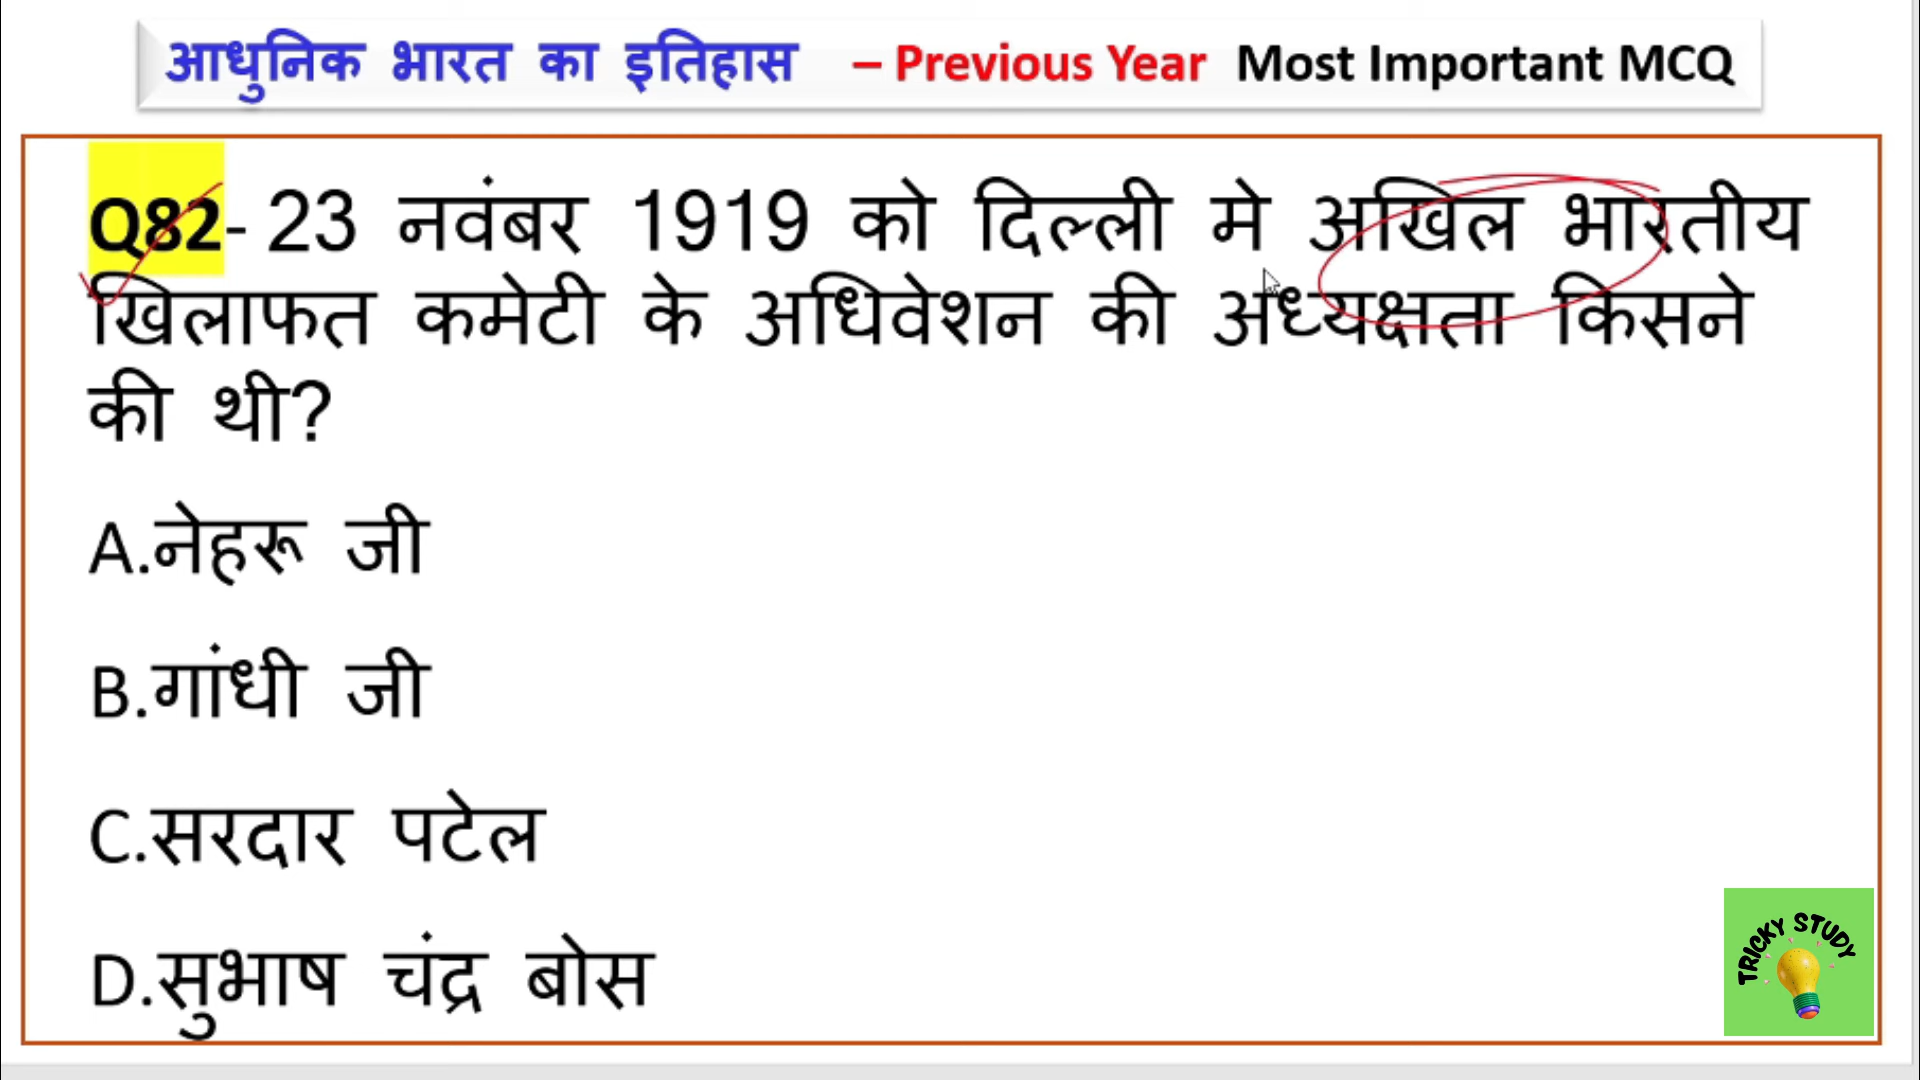 आधुनिक भारत का इतिहास – Previous Year Most Important MCQ
Q82- 23 नवंबर 1919 को दिल्ली मे अखिल भारतीय
खिलाफत कमेटी के अधिवेशन की अध्यक्षता किसने
की थी?
A.नेहरू जी
B.गांधी जी
C.सरदार पटेल
D.सुभाष चंद्र बोस
TRICKY STUDY